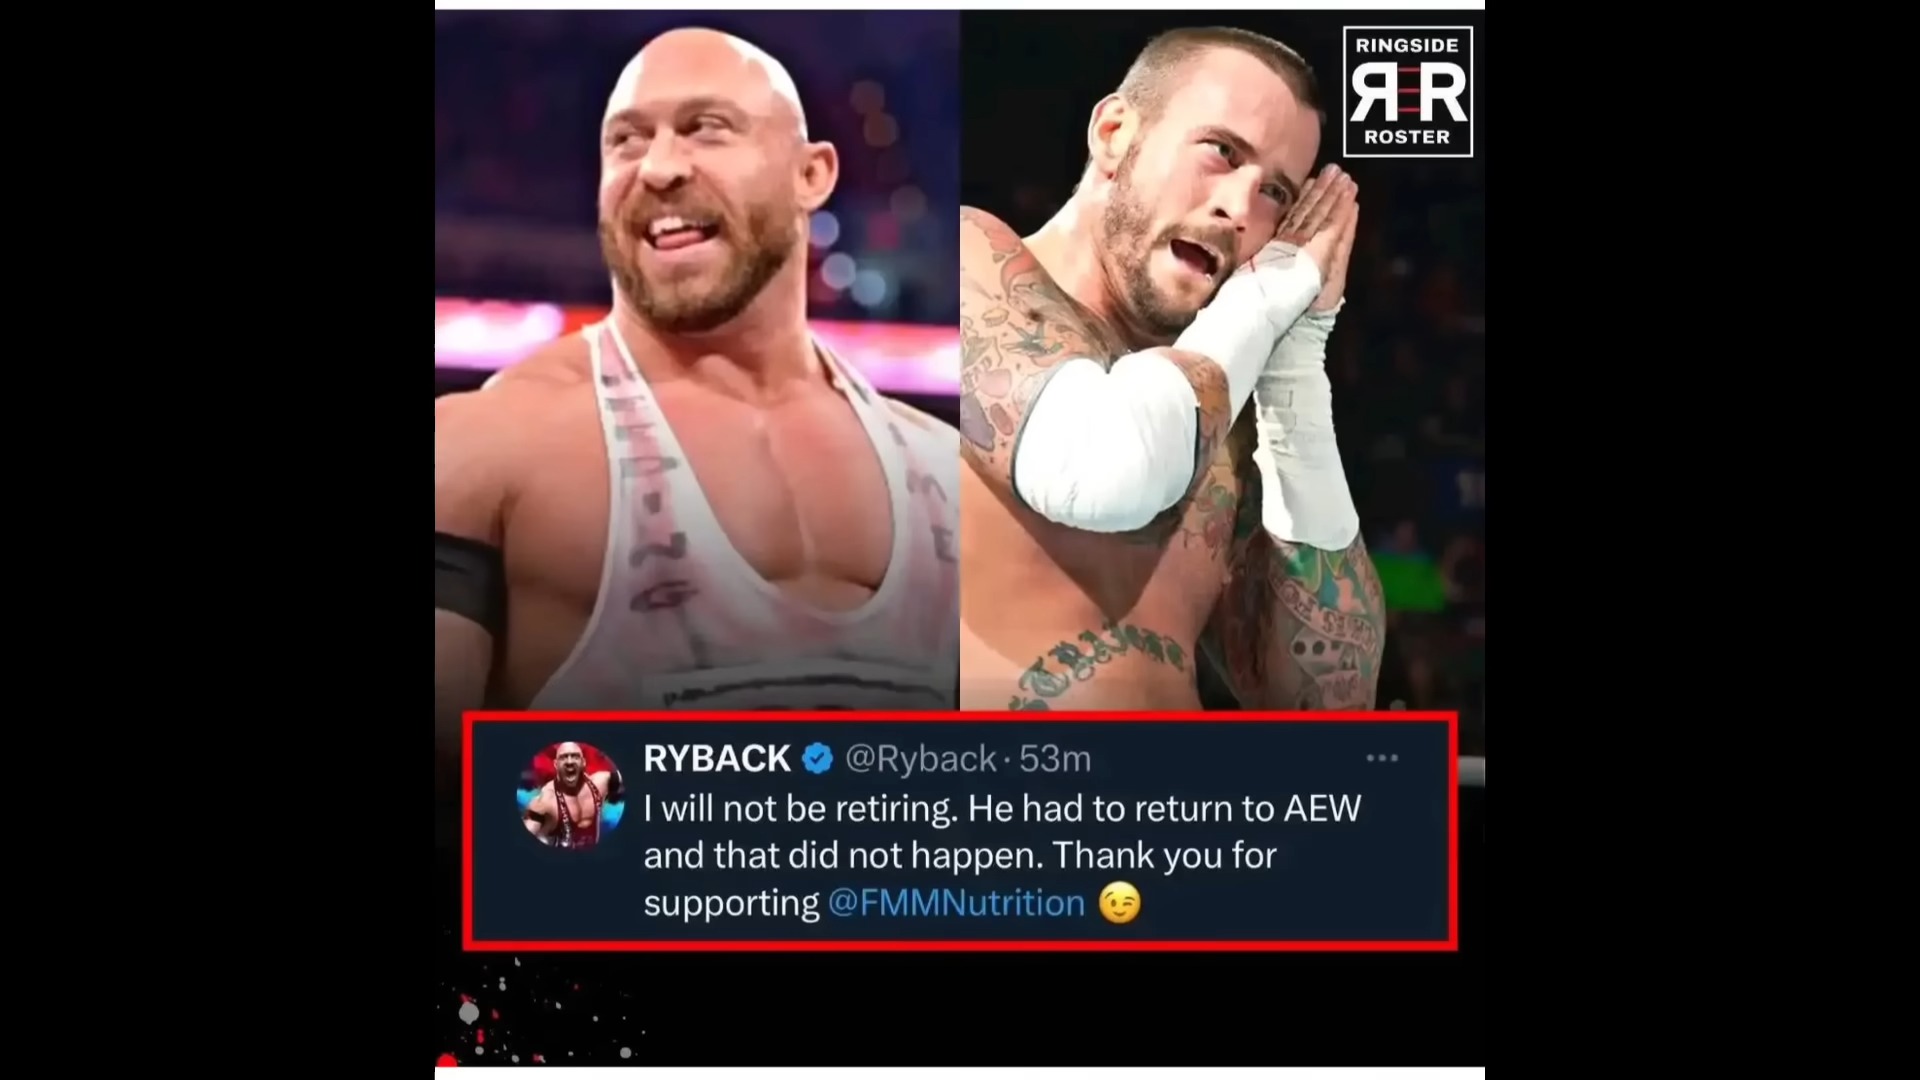 RINGSIDE
RER
ROSTER
RYBACK @Ryback · 53m
I will not be retiring. He had to return to AEW
and that did not happen. Thank you for
supporting @FMMNutrition 😉